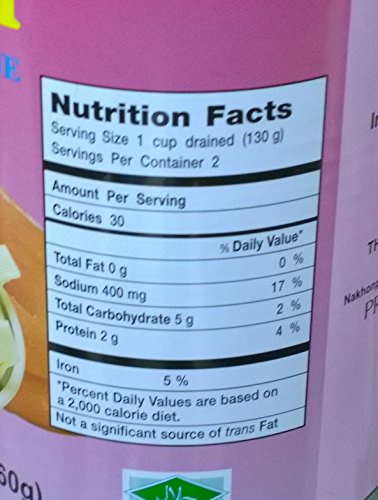 E
Nutrition Facts
Serving Size 1 cup drained (130 g)
Servings Per Container 2
Amount Per Serving
Calories 30
% Daily Value*
Total Fat 0 g 0 %
Sodium 400 mg 17 %
Total Carbohydrate 5 g 2 %
Protein 2 g 4 %
Iron 5 %
*Percent Daily Values are based on
a 2,000 calorie diet.
Not a significant source of trans Fat
60g)
حلال